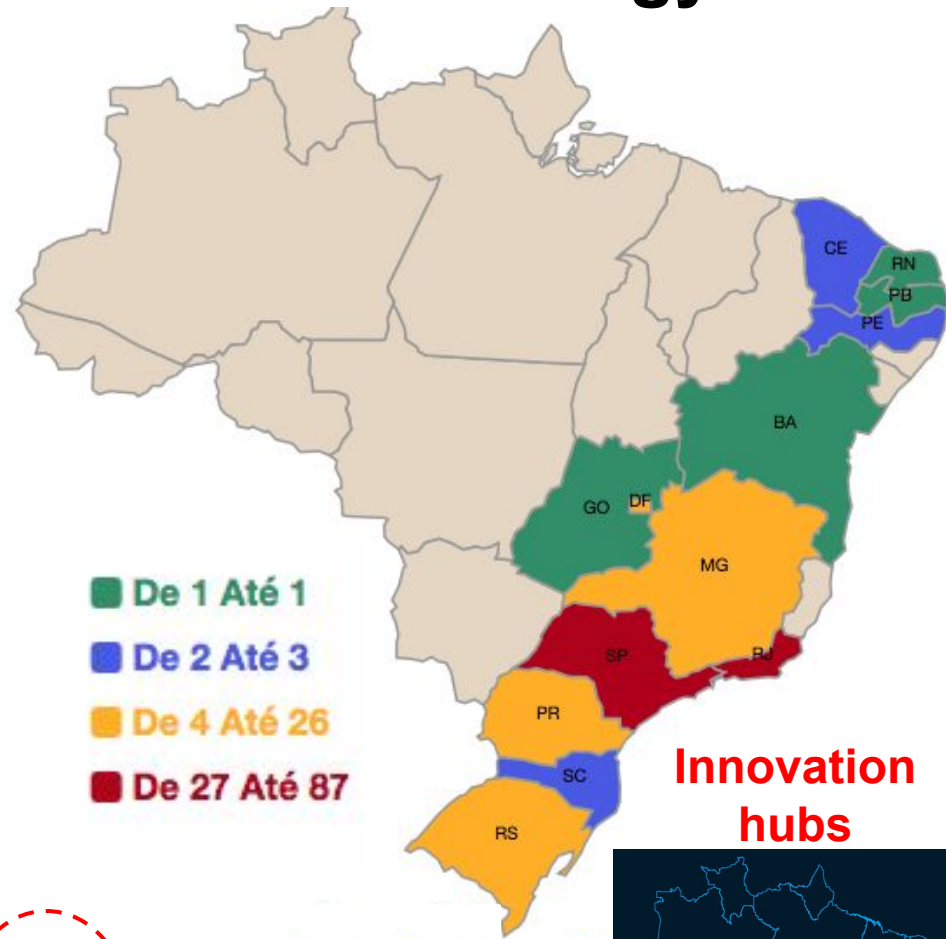 gy
CE
RN
PB
PE
BA
GO
DF
MG
SP
RJ
PR
SC
RS
De 1 Até 1
De 2 Até 3
De 4 Até 26
De 27 Até 87
Innovation
hubs